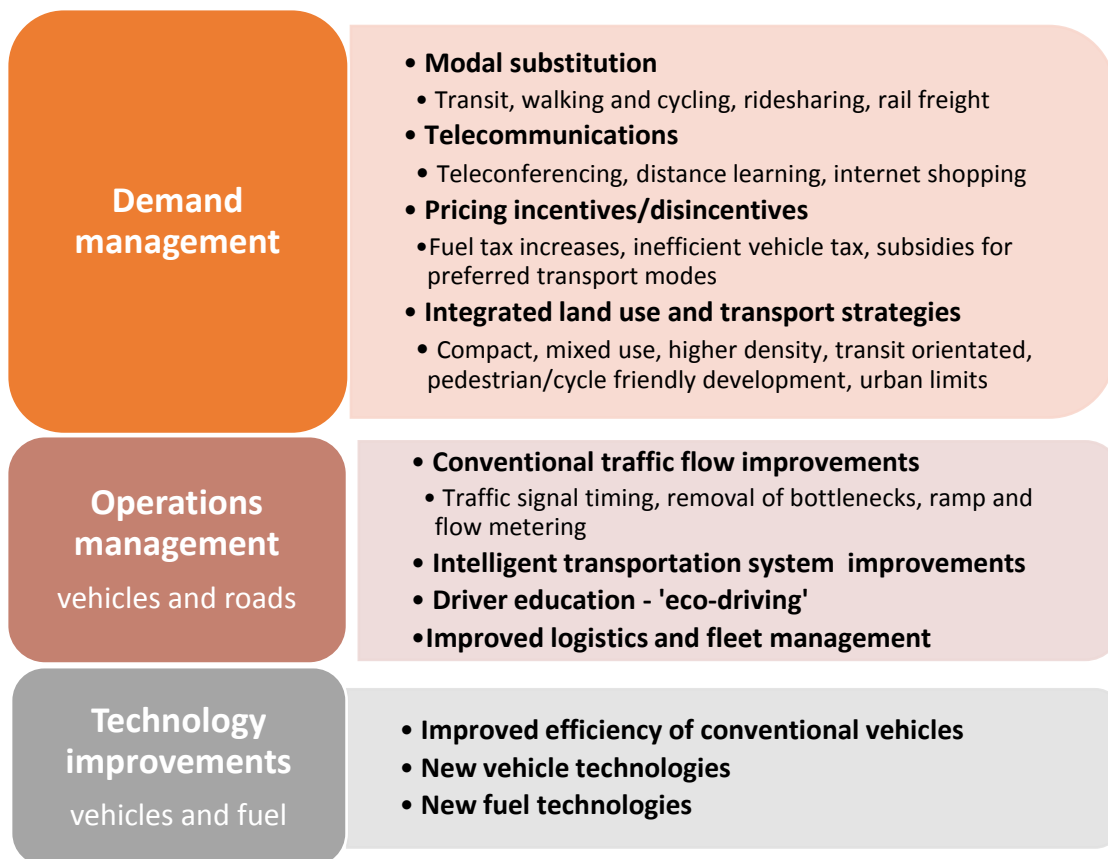 Demand
management
• Modal substitution
• Transit, walking and cycling, ridesharing, rail freight
• Telecommunications
• Teleconferencing, distance learning, internet shopping
• Pricing incentives/disincentives
•Fuel tax increases, inefficient vehicle tax, subsidies for
preferred transport modes
• Integrated land use and transport strategies
• Compact, mixed use, higher density, transit orientated,
pedestrian/cycle friendly development, urban limits
Operations
management
vehicles and roads
• Conventional traffic flow improvements
• Traffic signal timing, removal of bottlenecks, ramp and
flow metering
• Intelligent transportation system improvements
• Driver education - 'eco-driving'
•Improved logistics and fleet management
Technology
improvements
vehicles and fuel
• Improved efficiency of conventional vehicles
• New vehicle technologies
• New fuel technologies